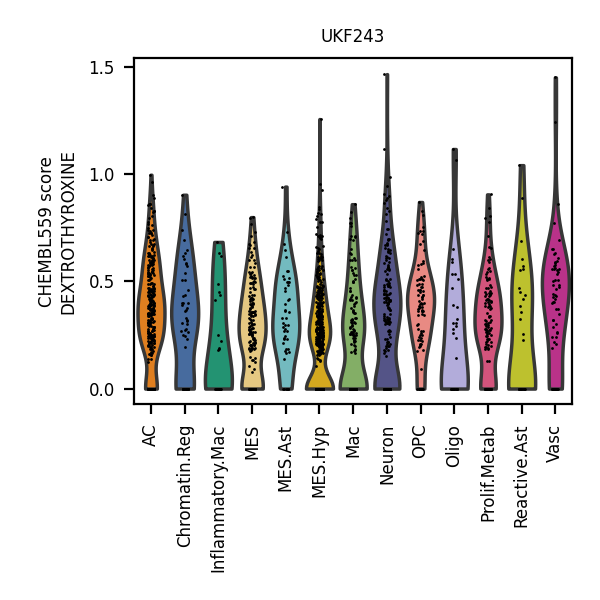 UKF243
CHEMBL559 score
DEXTROTHYROXINE
1.5
1.0
0.5
0.0
AC
Chromatin.Reg
Inflammatory.Mac
MES
MES.Ast
MES.Hyp
Mac
Neuron
OPC
Oligo
Prolif.Metab
Reactive.Ast
Vasc